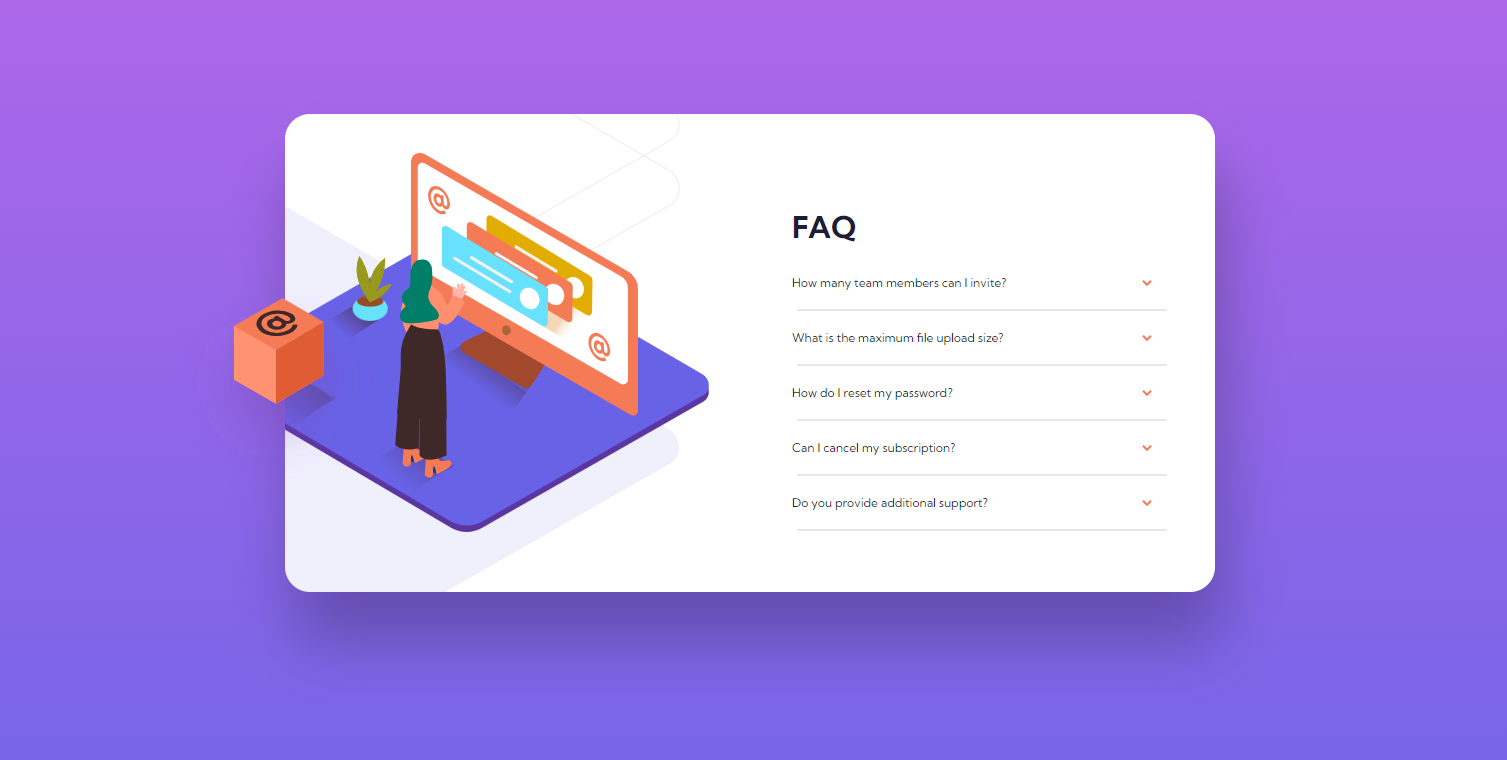 @
@
@
FAQ
How many team members can I invite?
What is the maximum file upload size?
How do I reset my password?
Can I cancel my subscription?
Do you provide additional support?